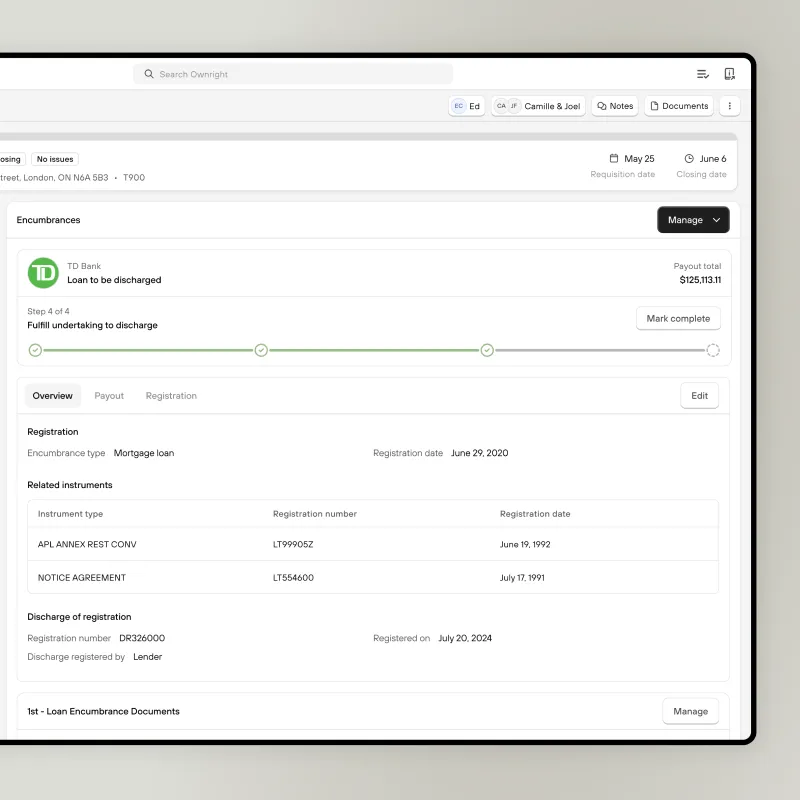 Search Ownright
EC Ed CA JF Camille & Joel Notes Documents
osing No issues May 25 June 6
treet, London, ON N6A 5B3 • T900 Requisition date Closing date
Encumbrances Manage
TD TD Bank Payout total
Loan to be discharged $125,113.11
Step 4 of 4
Fulfill undertaking to discharge Mark complete
Overview Payout Registration Edit
Registration
Encumbrance type Mortgage loan Registration date June 29, 2020
Related instruments
Instrument type Registration number Registration date
APL ANNEX REST CONV LT99905Z June 19, 1992
NOTICE AGREEMENT LT554600 July 17, 1991
Discharge of registration
Registration number DR326000 Registered on July 20, 2024
Discharge registered by Lender
1st - Loan Encumbrance Documents Manage